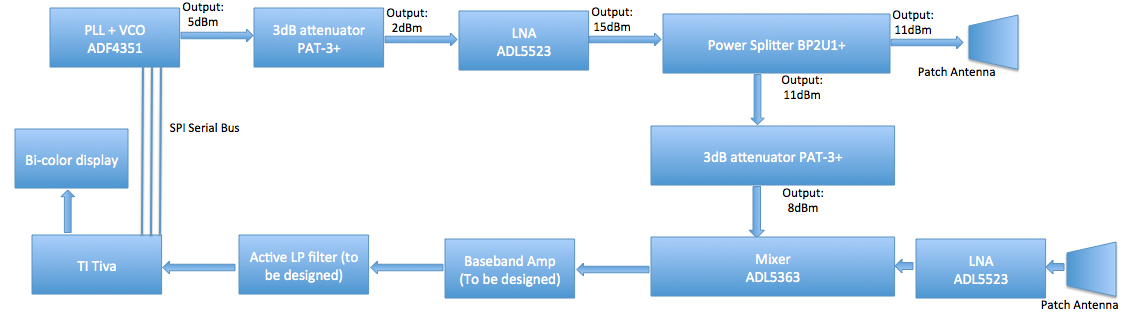 PLL + VCO
ADF4351
Output:
5dBm
3dB attenuator
PAT-3+
Output:
2dBm
LNA
ADL5523
Output:
15dBm
Power Splitter BP2U1+
Output:
11dBm
Patch Antenna
Output:
11dBm
SPI Serial Bus
Bi-color display
3dB attenuator PAT-3+
Output:
8dBm
TI Tiva
Active LP filter (to
be designed)
Baseband Amp
(To be designed)
Mixer
ADL5363
LNA
ADL5523
Patch Antenna